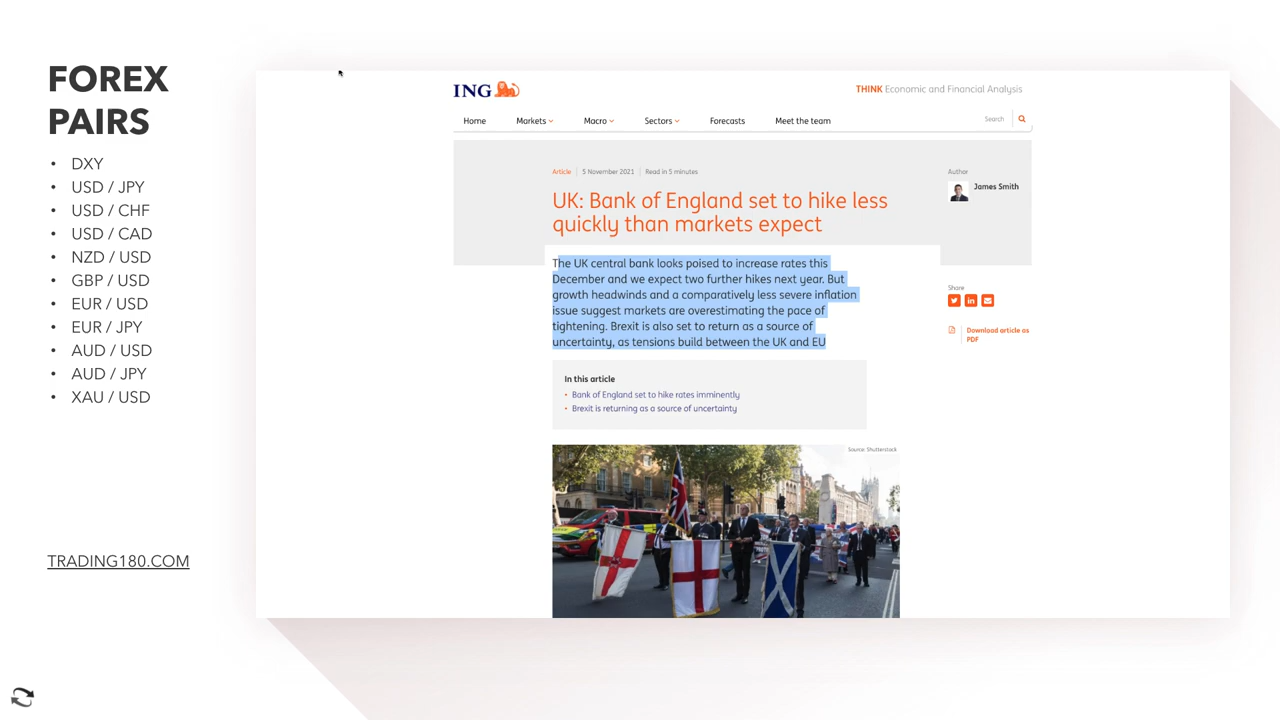 FOREX
PAIRS
• DXY
• USD / JPY
• USD / CHF
• USD / CAD
• NZD / USD
• GBP / USD
• EUR / USD
• EUR / JPY
• AUD / USD
• AUD / JPY
• XAU / USD
TRADING180.COM
ING
THINK Economic and Financial Analysis
Home Markets Macro Sectors Forecasts Meet the team
Search
Article 5 November 2021 Read in 5 minutes
UK: Bank of England set to hike less
quickly than markets expect
The UK central bank looks poised to increase rates this
December and we expect two further hikes next year. But
growth headwinds and a comparatively less severe inflation
issue suggest markets are overestimating the pace of
tightening. Brexit is also set to return as a source of
uncertainty, as tensions build between the UK and EU
Author
James Smith
Share
Download article as
PDF
In this article
• Bank of England set to hike rates imminently
• Brexit is returning as a source of uncertainty
Source: Shutterstock